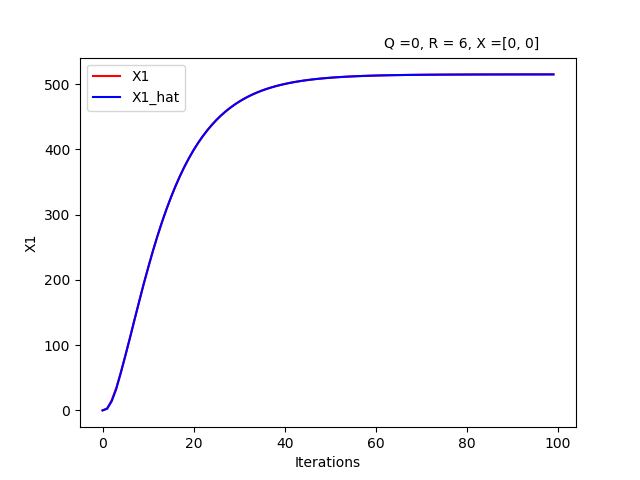 Q =0, R = 6, X =[0, 0]
X1
X1_hat
500
400
300
200
100
0
X1
0 20 40 60 80 100
Iterations